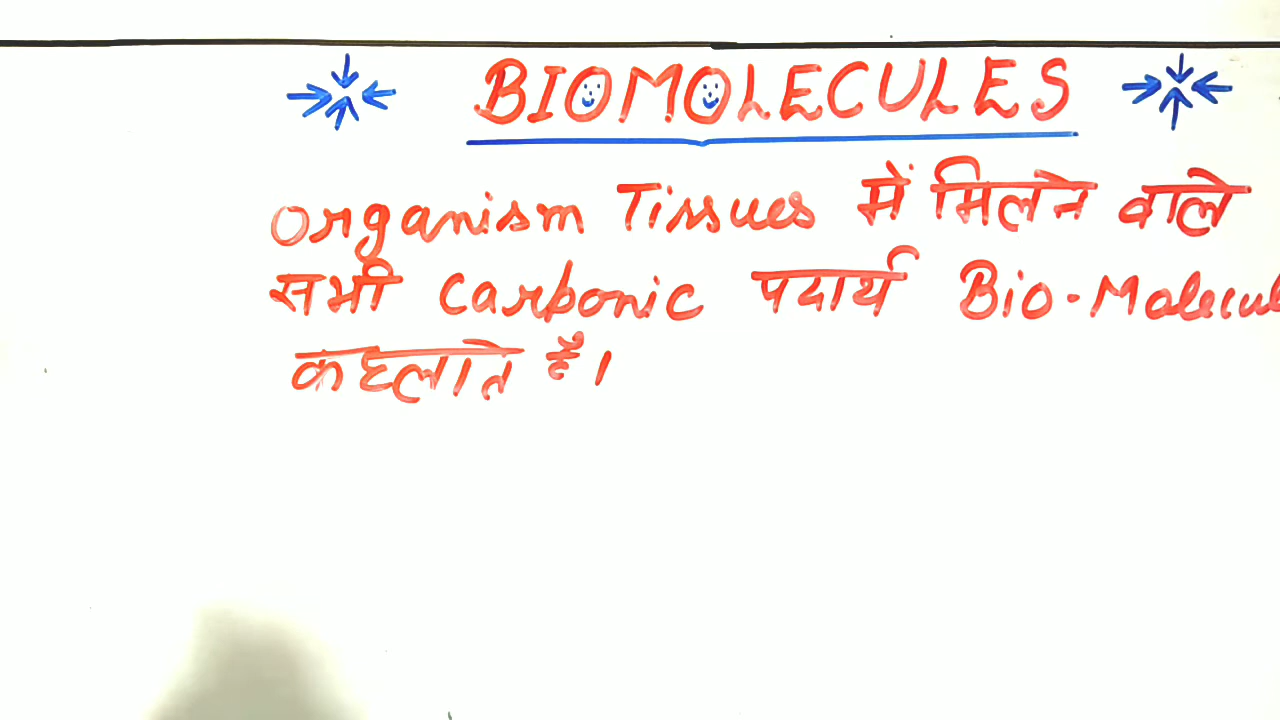 BIOMOLECULES
Organism Tissues में मिलने वाले
सभी Carbonic पदार्थ Bio-Molecul
कहलाते हैं।